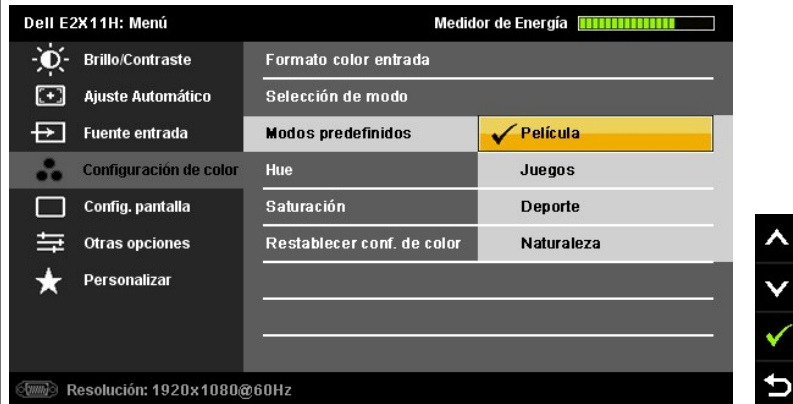 Dell E2X11H: Menú
Medidor de Energía
Brillo/Contraste
Ajuste Automático
Fuente entrada
Configuración de color
Config. pantalla
Otras opciones
Personalizar
Formato color entrada
Selección de modo
Modos predefinidos
Hue
Saturación
Restablecer conf. de color
Película
Juegos
Deporte
Naturaleza
Resolución: 1920x1080@60Hz